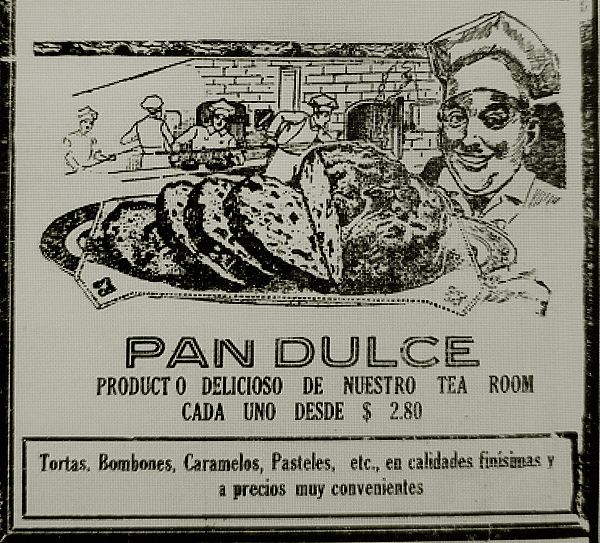 PAN DULCE
PRODUCTO DELICIOSO DE NUESTRO TEA ROOM
CADA UNO DESDE $ 2.80
Tortas. Bombones, Caramelos, Pasteles, etc., en calidades finísimas y
a precios muy convenientes